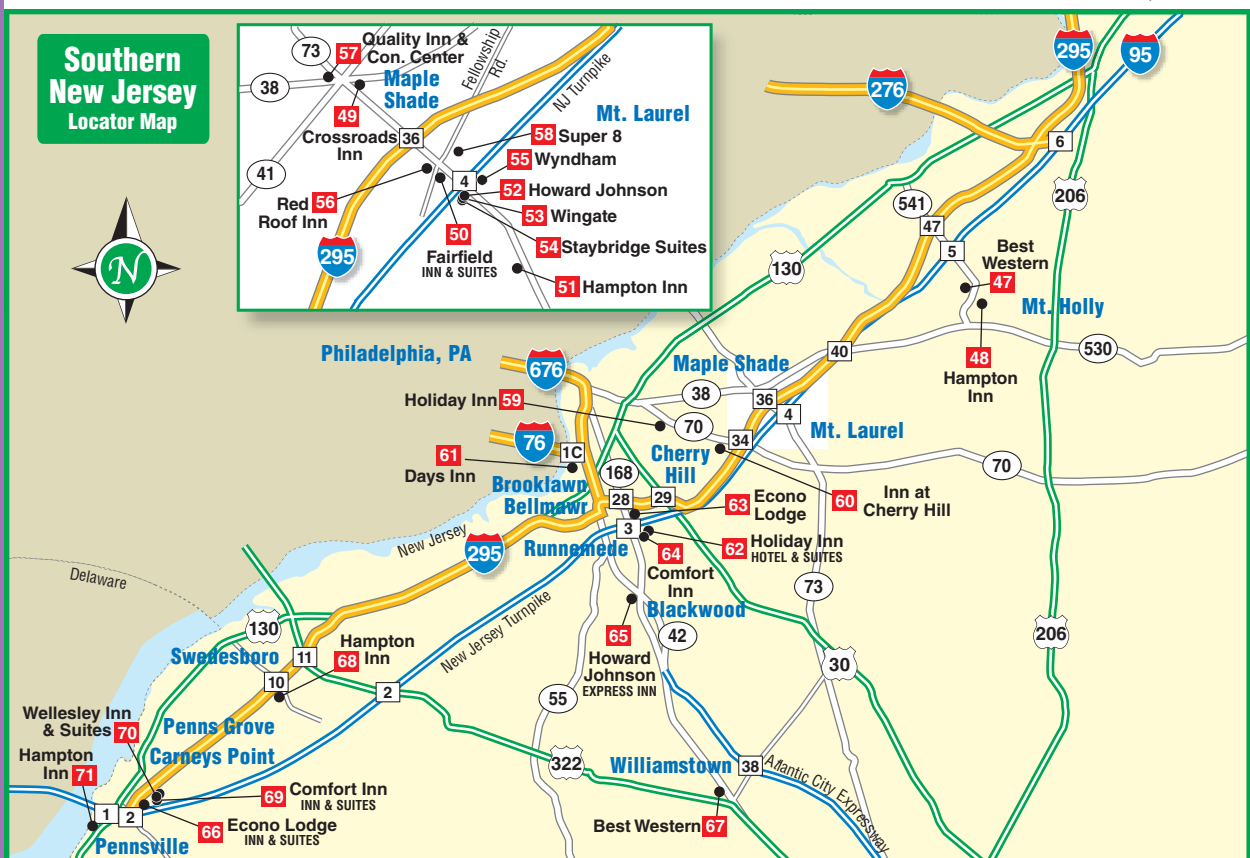 Southern
New Jersey
Locator Map
73
57
Quality Inn &
Con. Center
38
Maple
Shade
Fellowship
Rd.
NJ Turnpike
49
Crossroads
Inn
36
Mt. Laurel
58 Super 8
55 Wyndham
4
52 Howard Johnson
53 Wingate
54 Staybridge Suites
41
Red
Roof Inn
56
50
Fairfield
INN & SUITES
295
51 Hampton Inn
295
95
276
6
206
541
47
5
Best
Western
47
Mt. Holly
130
N
48
Hampton
Inn
530
40
Philadelphia, PA
676
Maple Shade
38
36
4
Holiday Inn 59
70
34
Mt. Laurel
76
1C
61
Days Inn
Cherry
Hill
70
168
Brooklawn
Bellmawr
28
29
63 Econo
Lodge
60
Inn at
Cherry Hill
New Jersey
295
Runnemede
3
64
Comfort
Inn
62
Holiday Inn
HOTEL & SUITES
Delaware
73
Blackwood
New Jersey Turnpike
65
Howard
Johnson
EXPRESS INN
42
130
Hampton
Inn
68
Swedesboro
11
10
2
206
30
55
Wellesley Inn
& Suites 70
Penns Grove
Carneys Point
Hampton
Inn 71
322
Williamstown
38
Atlantic City Expressway
69 Comfort Inn
INN & SUITES
1
2
66 Econo Lodge
INN & SUITES
Best Western 67
Pennsville